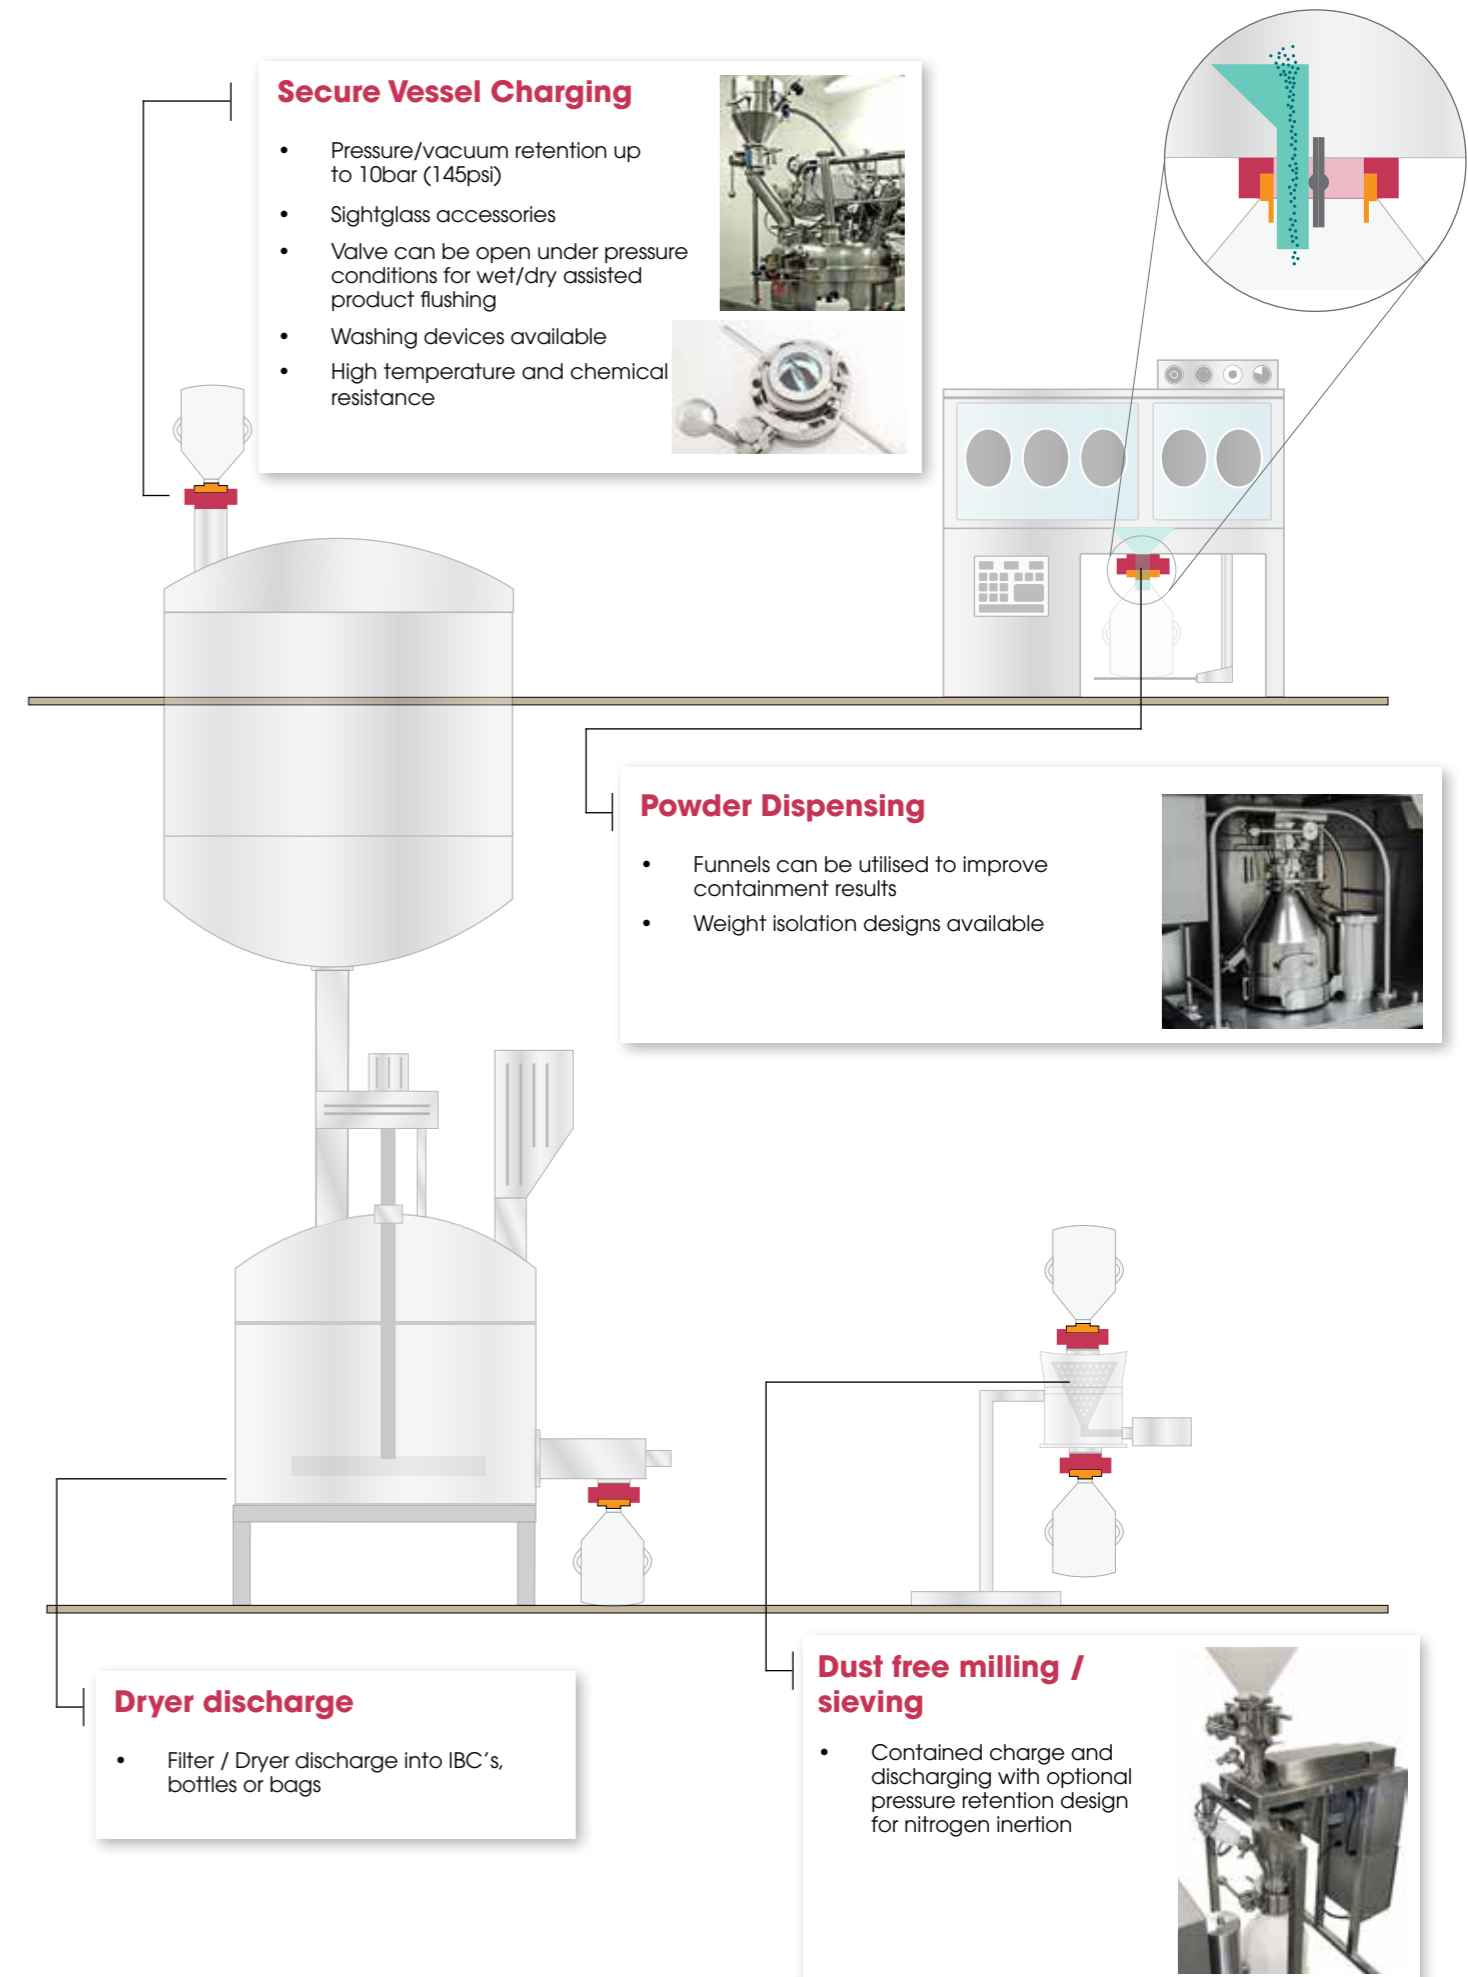 Secure Vessel Charging
• Pressure/vacuum retention up
to 10bar (145psi)
• Sightglass accessories
• Valve can be open under pressure
conditions for wet/dry assisted
product flushing
• Washing devices available
• High temperature and chemical
resistance
Powder Dispensing
• Funnels can be utilised to improve
containment results
• Weight isolation designs available
Dryer discharge
• Filter / Dryer discharge into IBC's,
bottles or bags
Dust free milling /
sieving
• Contained charge and
discharging with optional
pressure retention design
for nitrogen inertion